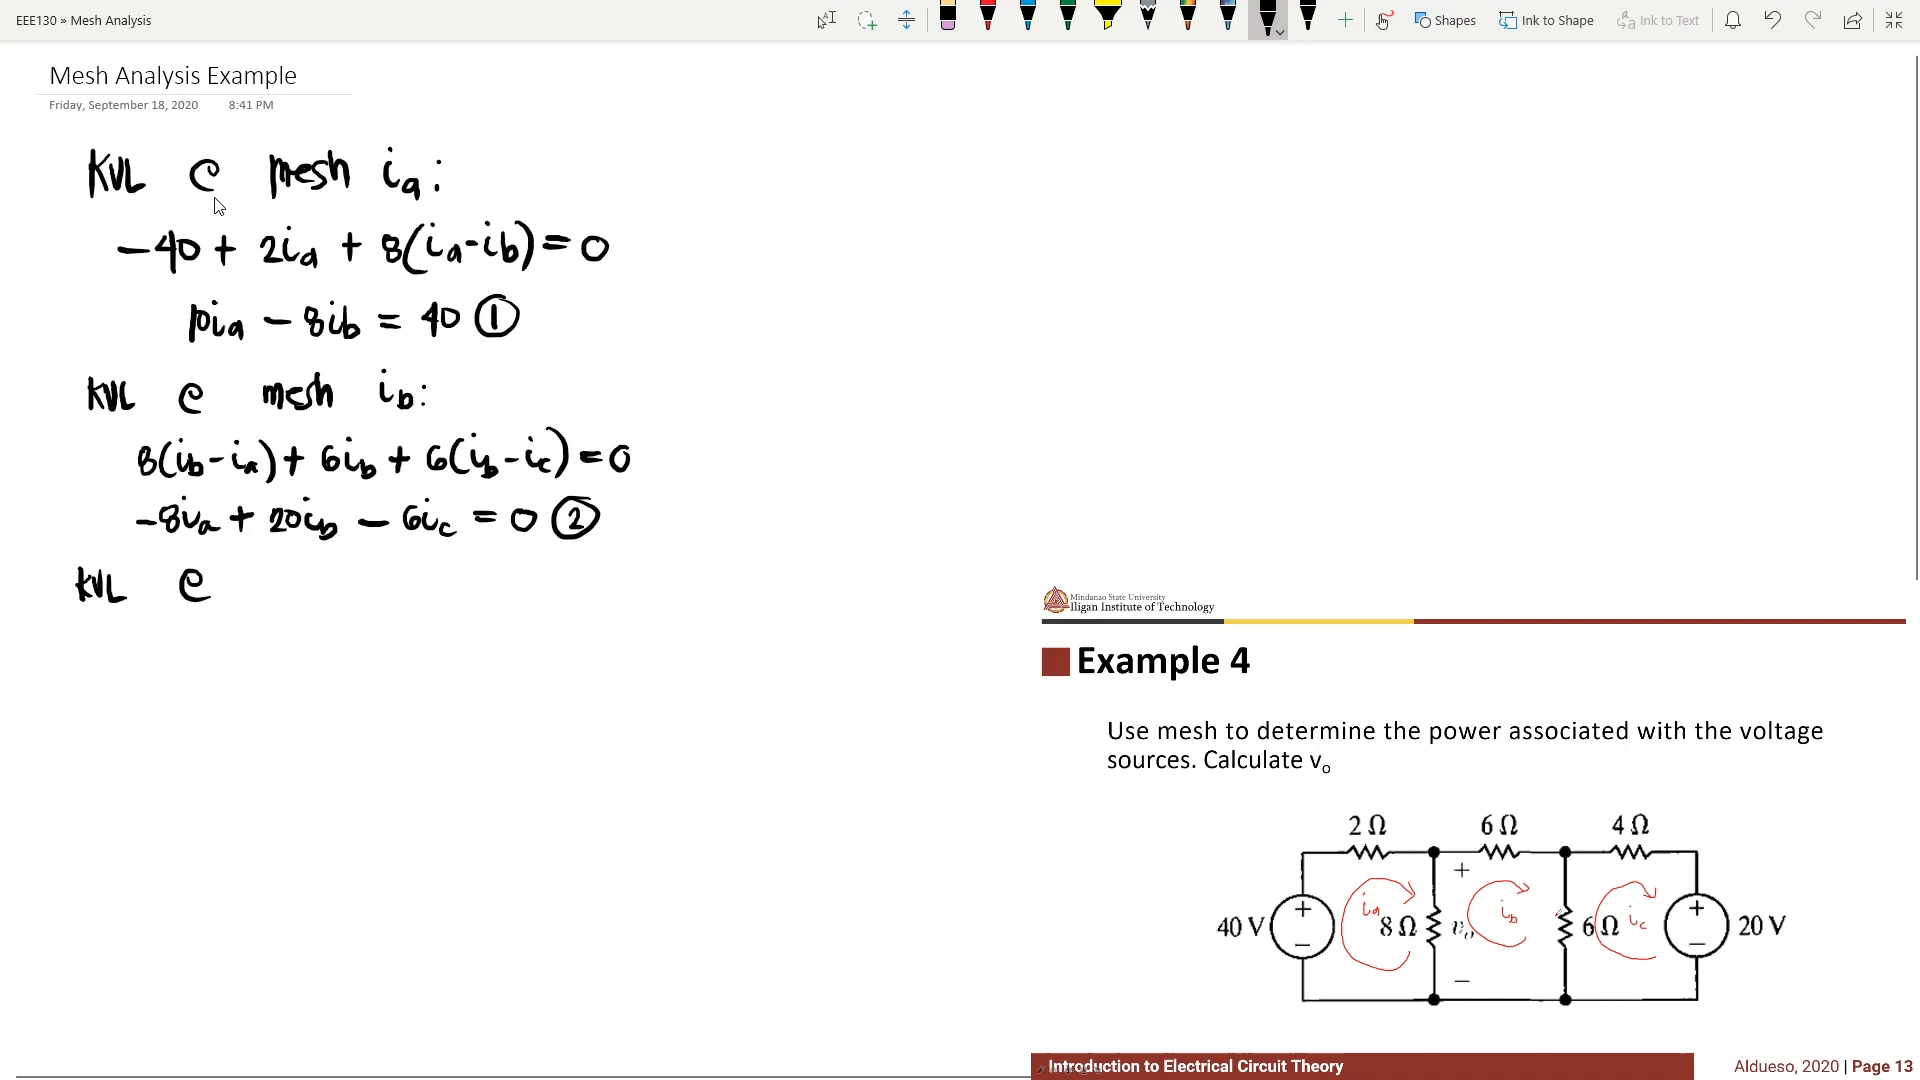 EEE130 » Mesh Analysis
Shapes
Ink to Shape
Ink to Text
Mesh Analysis Example
Friday, September 18, 2020 8:41 PM
KVL @ mesh ia:
-40 + 2ia + 8(ia-ib) = 0
10ia - 8ib = 40 ①
KVL @ mesh ib:
8(ib-ia) + 6ib + 6(ib-ic) = 0
-8ia + 20ib - 6ic = 0 ②
KVL @
Mindanao State University
Iligan Institute of Technology
Example 4
Use mesh to determine the power associated with the voltage
sources. Calculate vo
2 Ω 6 Ω 4 Ω
+
40 V + − ia 8 Ω vo ib 6 Ω ic + − 20 V
−
Introduction to Electrical Circuit Theory
Aldueso, 2020 | Page 13